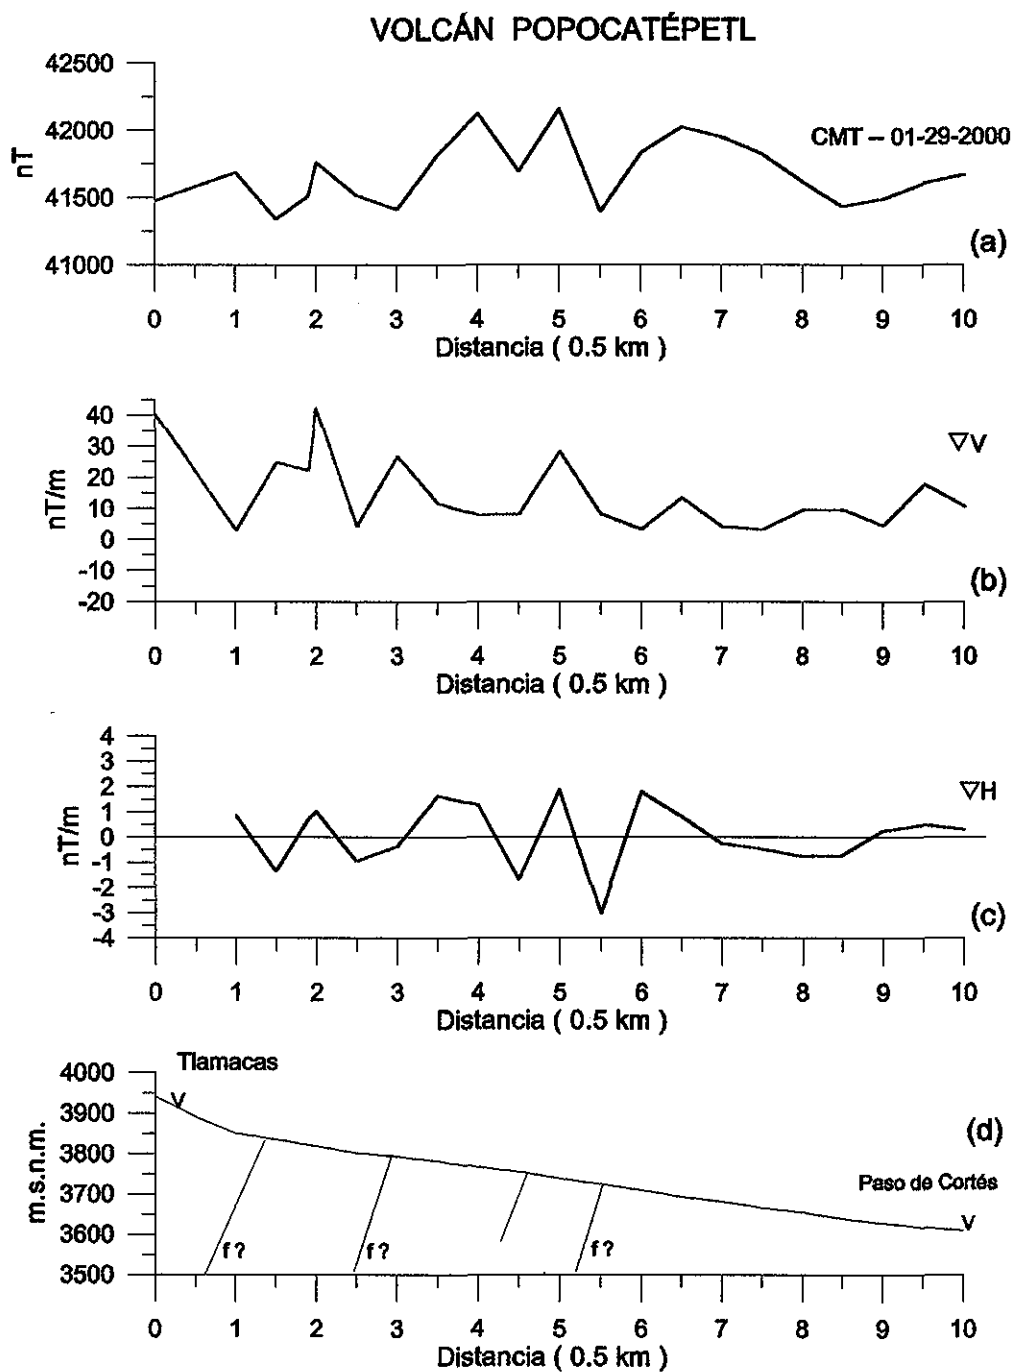 VOLCÁN POPOCATÉPETL
42500
42000
41500
41000
nT
CMT – 01-29-2000
(a)
0 1 2 3 4 5 6 7 8 9 10
Distancia ( 0.5 km )
40
30
20
10
0
-10
-20
nT/m
▽V
(b)
0 1 2 3 4 5 6 7 8 9 10
Distancia ( 0.5 km )
4
3
2
1
0
-1
-2
-3
-4
nT/m
▽H
(c)
0 1 2 3 4 5 6 7 8 9 10
Distancia ( 0.5 km )
Tlamacas
4000
3900
3800
3700
3600
3500
m.s.n.m.
V
(d)
Paso de Cortés
V
f ? f ? f ?
0 1 2 3 4 5 6 7 8 9 10
Distancia ( 0.5 km )